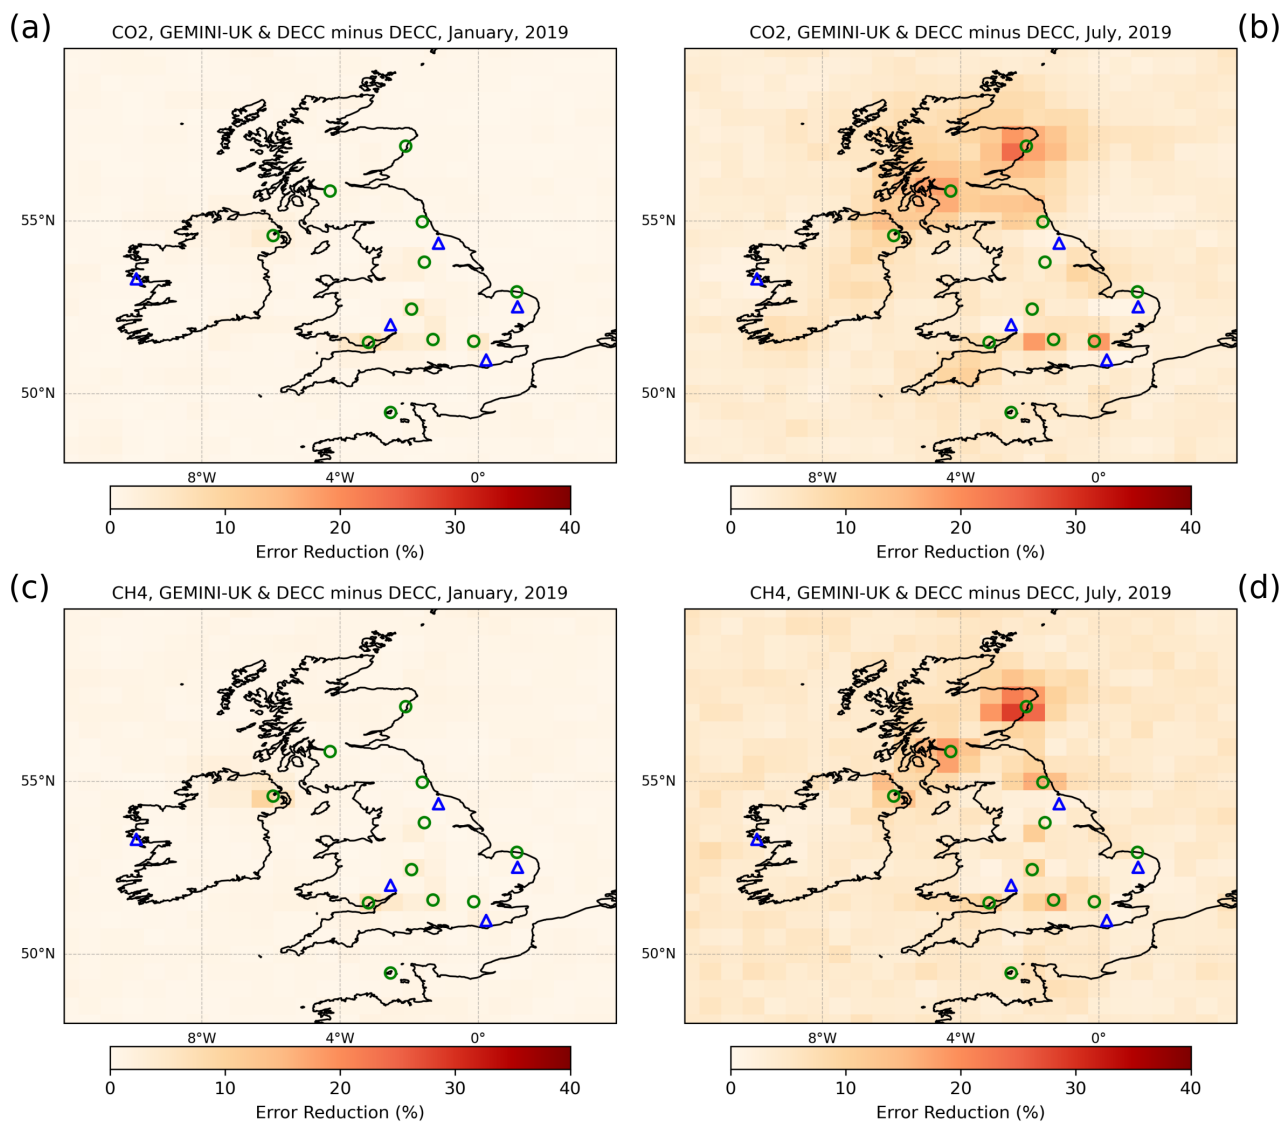 (a)
CO2, GEMINI-UK & DECC minus DECC, January, 2019
CO2, GEMINI-UK & DECC minus DECC, July, 2019
(b)
55°N
50°N
8°W 4°W 0°
0 10 20 30 40
Error Reduction (%)
55°N
50°N
8°W 4°W 0°
0 10 20 30 40
Error Reduction (%)
(c)
CH4, GEMINI-UK & DECC minus DECC, January, 2019
CH4, GEMINI-UK & DECC minus DECC, July, 2019
(d)
55°N
50°N
8°W 4°W 0°
0 10 20 30 40
Error Reduction (%)
55°N
50°N
8°W 4°W 0°
0 10 20 30 40
Error Reduction (%)